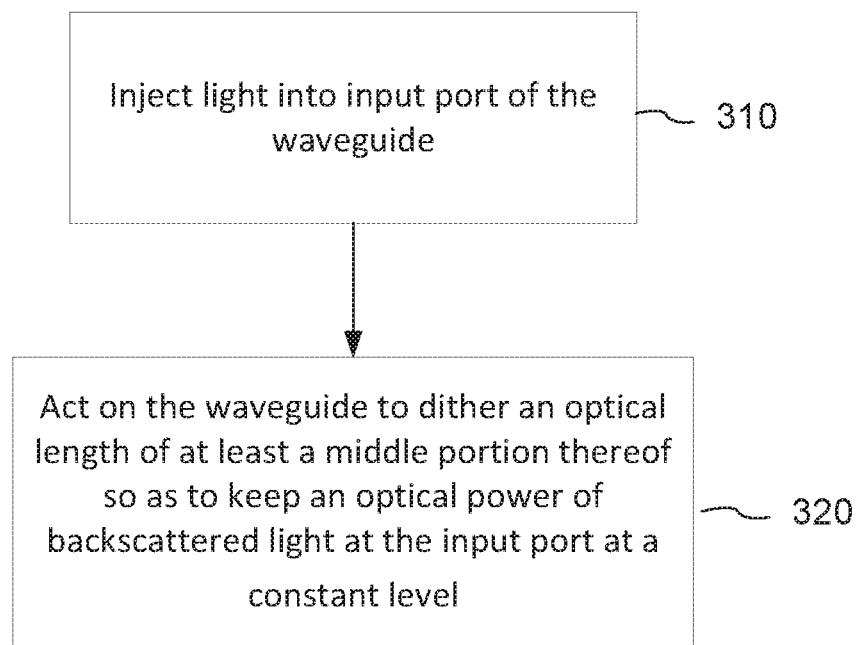 Inject light into input port of the
waveguide
310
Act on the waveguide to dither an optical
length of at least a middle portion thereof
so as to keep an optical power of
backscattered light at the input port at a
constant level
320